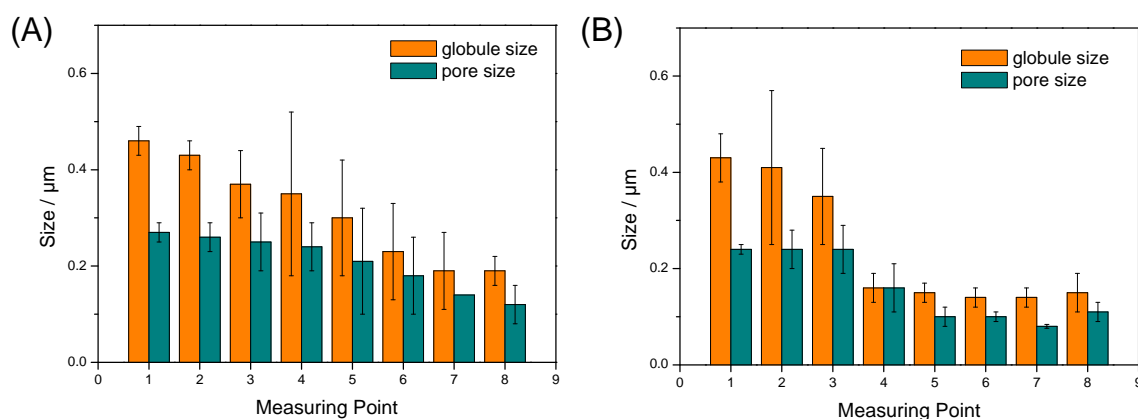 (A)
globule size
pore size
0.6
0.4
0.2
0.0
Size / µm
0 1 2 3 4 5 6 7 8 9
Measuring Point
(B)
globule size
pore size
0.6
0.4
0.2
0.0
Size / µm
0 1 2 3 4 5 6 7 8 9
Measuring Point